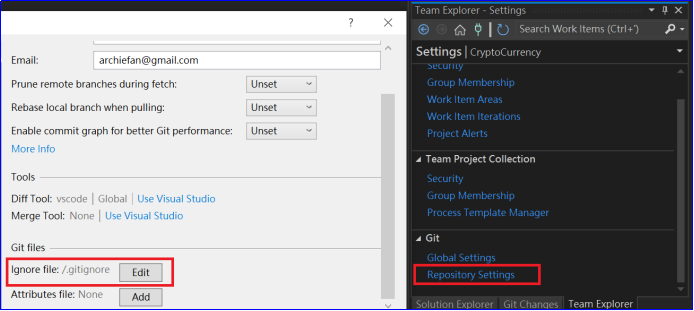 ?
Email: archiefan@gmail.com
Prune remote branches during fetch: Unset
Rebase local branch when pulling: Unset
Enable commit graph for better Git performance: Unset
More Info
Tools
Diff Tool: vscode | Global | Use Visual Studio
Merge Tool: None | Use Visual Studio
Git files
Ignore file: /.gitignore Edit
Attributes file: None Add
Team Explorer - Settings
Search Work Items (Ctrl+')
Settings | CryptoCurrency
Security
Group Membership
Work Item Areas
Work Item Iterations
Project Alerts
Team Project Collection
Security
Group Membership
Process Template Manager
Git
Global Settings
Repository Settings
Solution Explorer Git Changes Team Explorer